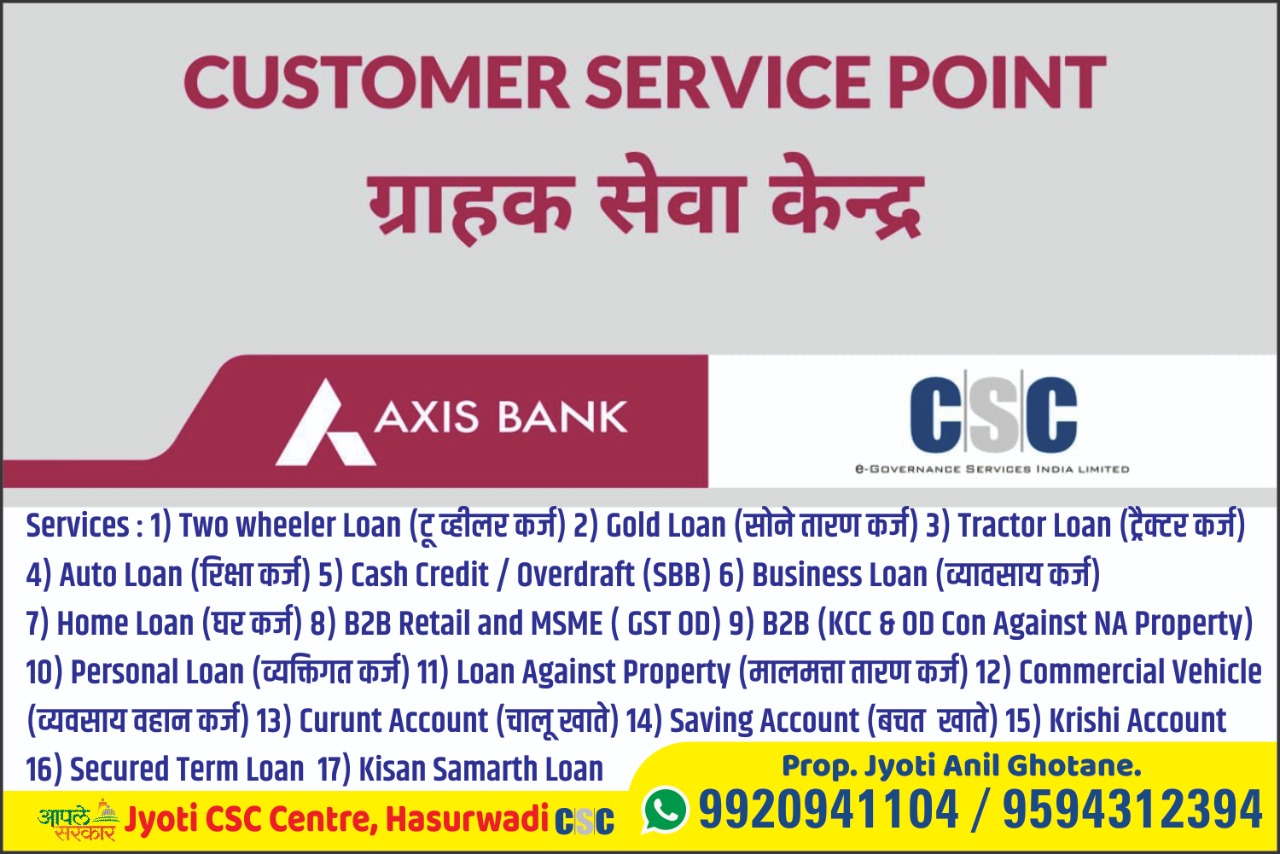 CUSTOMER SERVICE POINT
ग्राहक सेवा केन्द्र
AXIS BANK
CSC
e-GOVERNANCE SERVICES INDIA LIMITED
Services : 1) Two wheeler Loan (टू व्हीलर कर्ज) 2) Gold Loan (सोने तारण कर्ज) 3) Tractor Loan (ट्रॅक्टर कर्ज)
4) Auto Loan (रिक्षा कर्ज) 5) Cash Credit / Overdraft (SBB) 6) Business Loan (व्यावसाय कर्ज)
7) Home Loan (घर कर्ज) 8) B2B Retail and MSME ( GST OD) 9) B2B (KCC & OD Con Against NA Property)
10) Personal Loan (व्यक्तिगत कर्ज) 11) Loan Against Property (मालमत्ता तारण कर्ज) 12) Commercial Vehicle
(व्यवसाय वहान कर्ज) 13) Curunt Account (चालू खाते) 14) Saving Account (बचत खाते) 15) Krishi Account
16) Secured Term Loan 17) Kisan Samarth Loan
Prop. Jyoti Anil Ghotane.
आपले
सरकार
Jyoti CSC Centre, Hasurwadi CSC
9920941104 / 9594312394